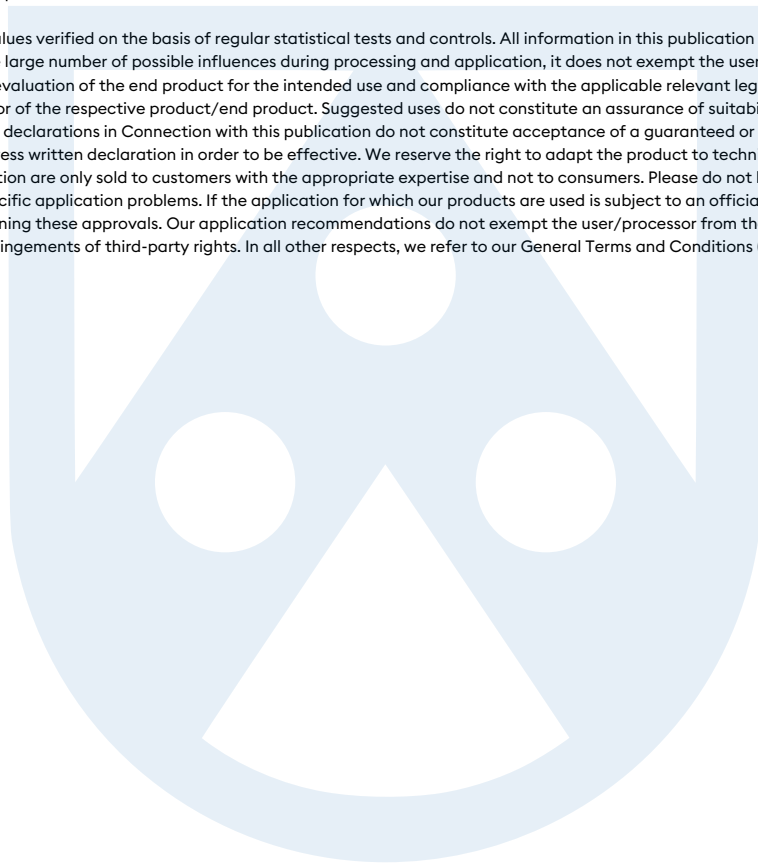 lues verified on the basis of regular statistical tests and controls. All information in this publication
large number of possible influences during processing and application, it does not exempt the user
evaluation of the end product for the intended use and compliance with the applicable relevant leg
or of the respective product/end product. Suggested uses do not constitute an assurance of suitabi
declarations in Connection with this publication do not constitute acceptance of a guaranteed or
ess written declaration in order to be effective. We reserve the right to adapt the product to techn
tion are only sold to customers with the appropriate expertise and not to consumers. Please do not
cific application problems. If the application for which our products are used is subject to an officia
ning these approvals. Our application recommendations do not exempt the user/processor from the
ingements of third-party rights. In all other respects, we refer to our General Terms and Conditions